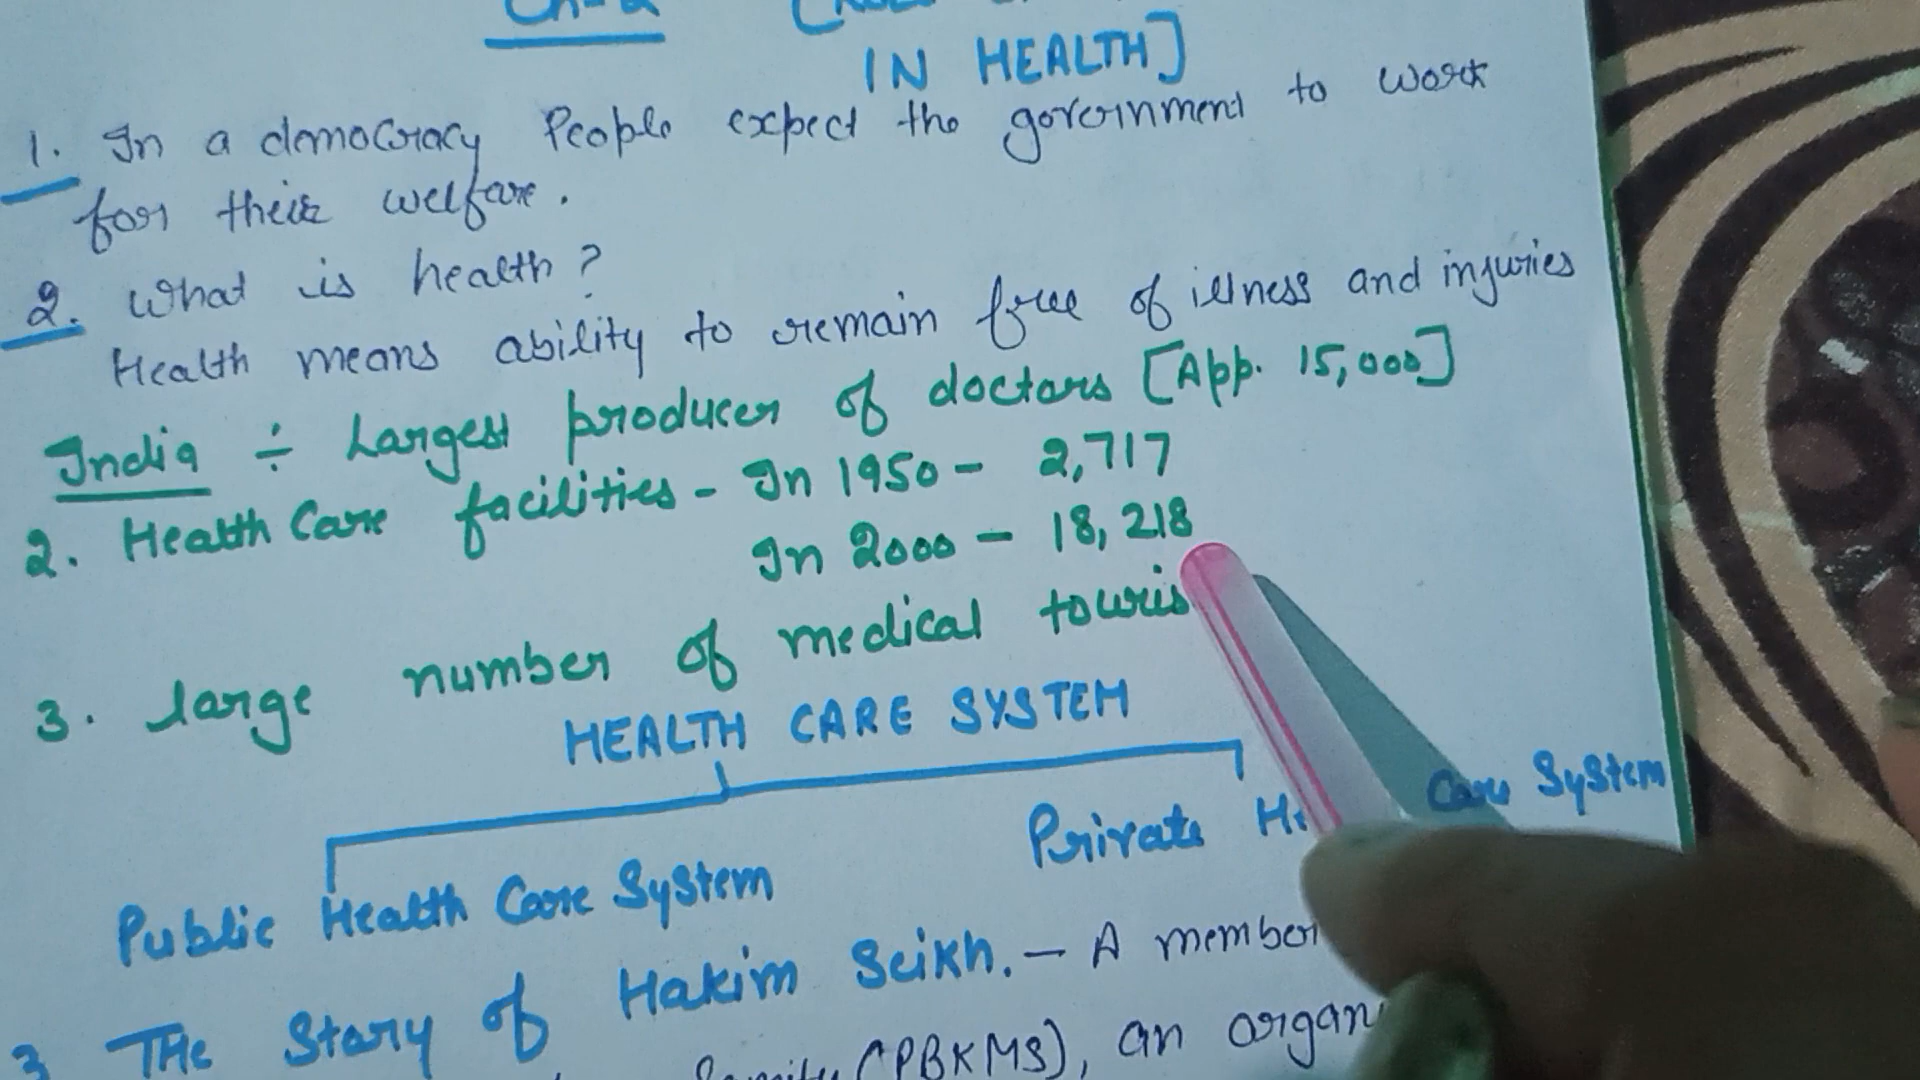 Ch-2
IN HEALTH]
1. In a democracy People expect the government to work
for their welfare.
2. What is health?
Health means ability to remain free of illness and injuries
India ÷ Largest producer of doctors [App. 15,000]
2. Health Care facilities - In 1950 - 2,717
In 2000 - 18,218
3. large number of medical touris
HEALTH CARE SYSTEM
Public Health Care System
Private He Care System
3 THe Story of Hakim Seikh. - A member
(PBKMS), an organ